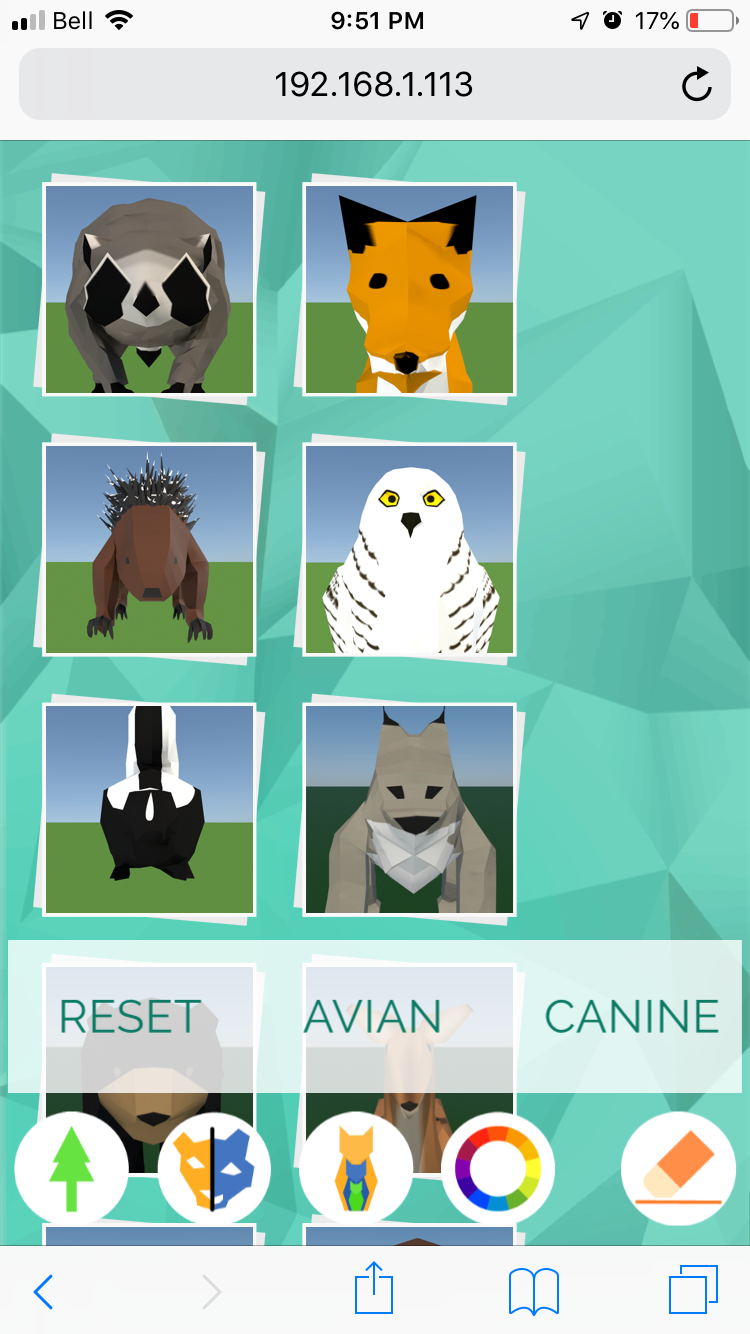 Bell 9:51 PM 17%
192.168.1.113
RESET AVIAN CANINE